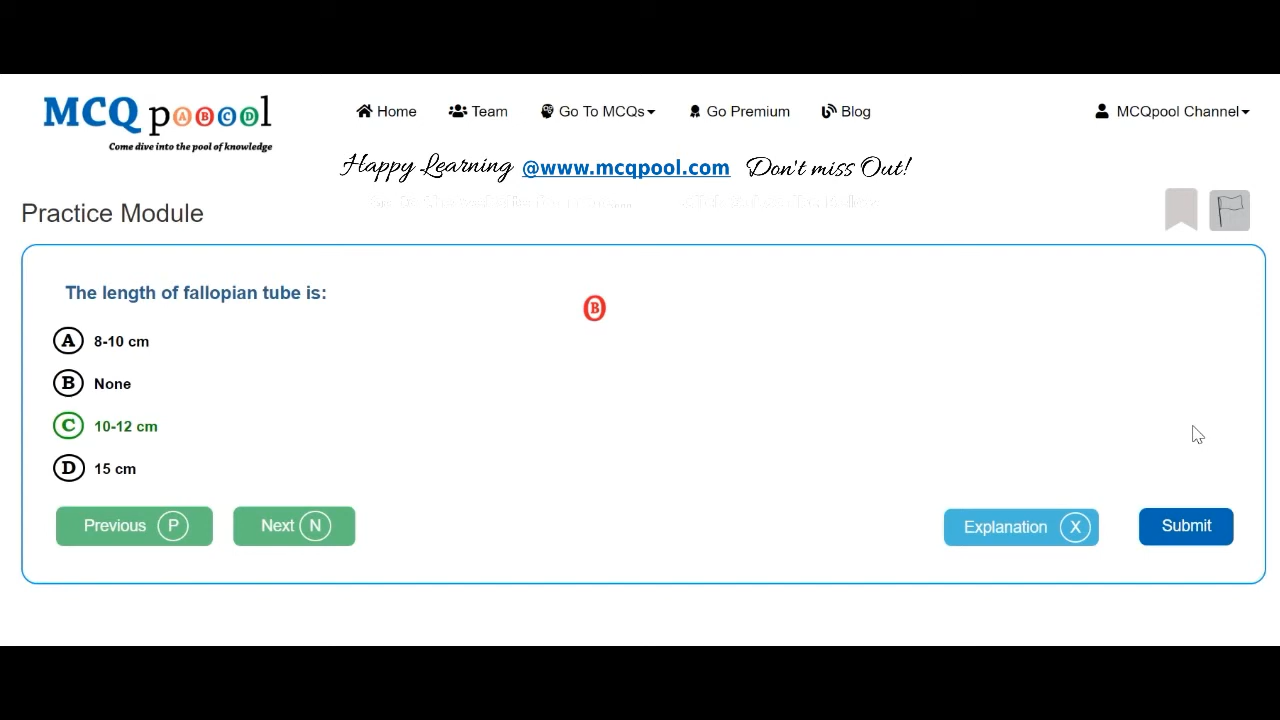 MCQ pooool
Come dive into the pool of knowledge
Home Team Go To MCQs Go Premium Blog MCQpool Channel
Happy Learning @www.mcqpool.com Don't miss Out!
Practice Module
The length of fallopian tube is:
B
A 8-10 cm
B None
C 10-12 cm
D 15 cm
Previous P Next N Explanation X Submit